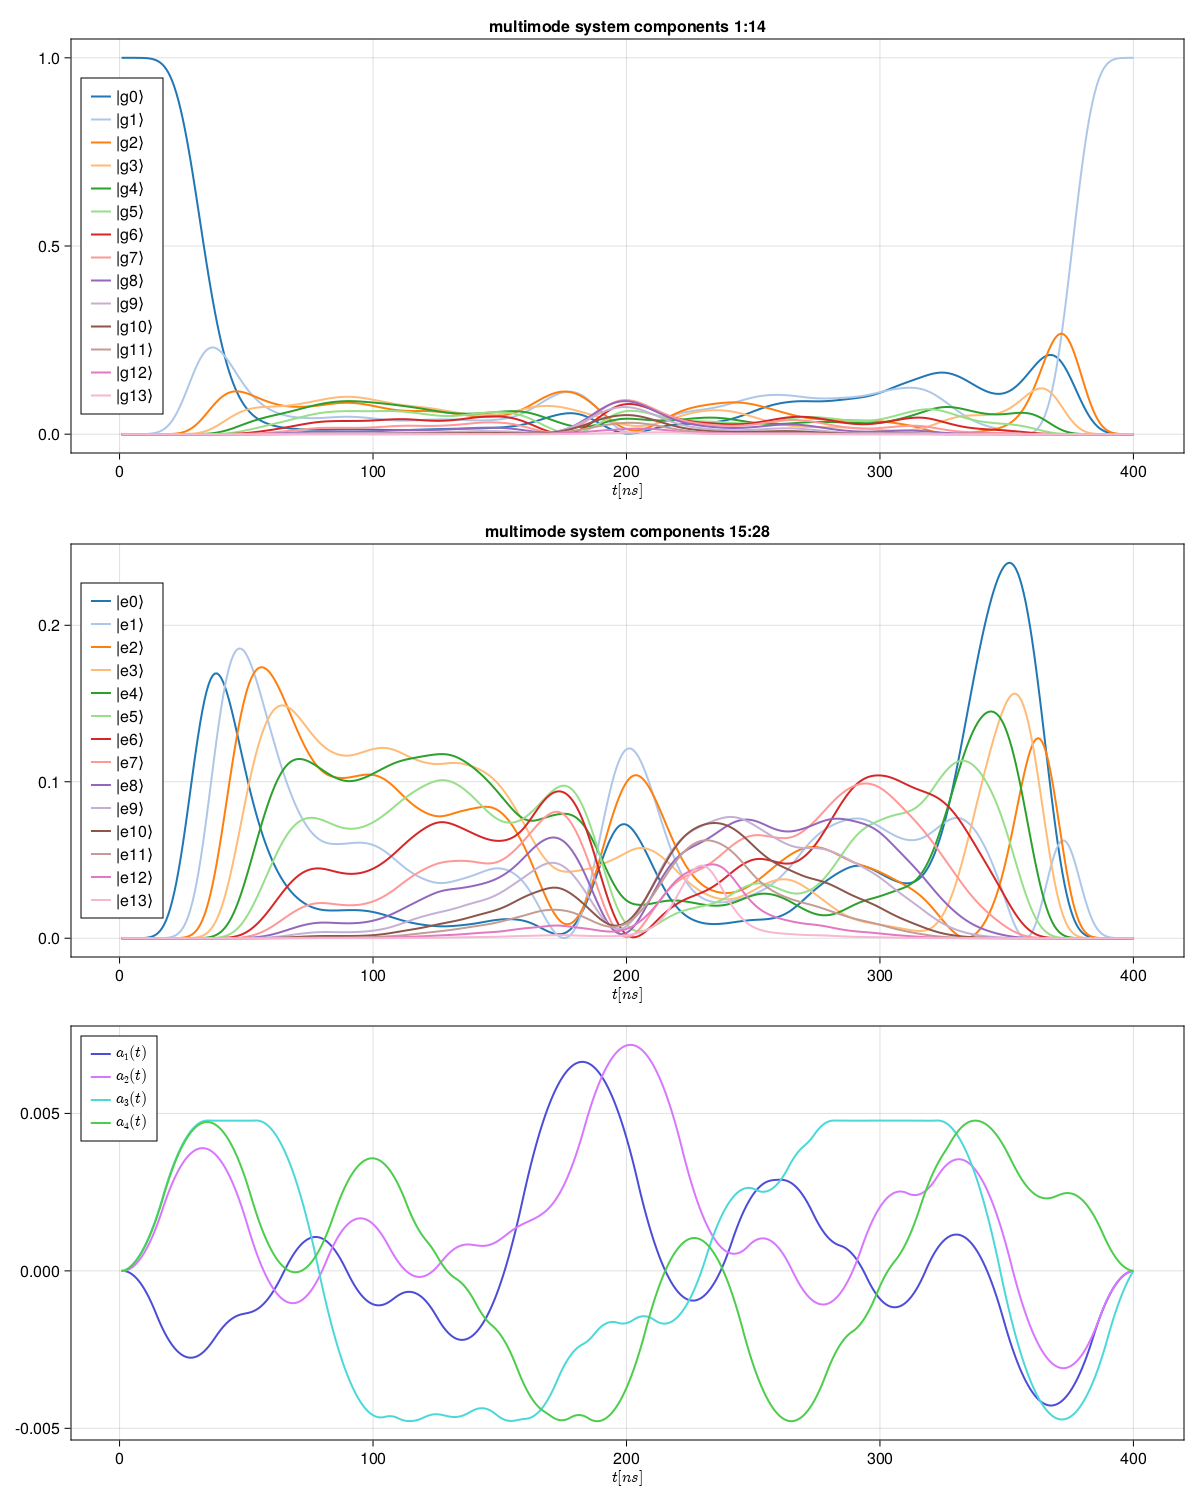 multimode system components 1:14
1.0
0.5
0.0
|g0⟩
|g1⟩
|g2⟩
|g3⟩
|g4⟩
|g5⟩
|g6⟩
|g7⟩
|g8⟩
|g9⟩
|g10⟩
|g11⟩
|g12⟩
|g13⟩
0 100 200 300 400
t[ns]
multimode system components 15:28
0.2
0.1
0.0
|e0⟩
|e1⟩
|e2⟩
|e3⟩
|e4⟩
|e5⟩
|e6⟩
|e7⟩
|e8⟩
|e9⟩
|e10⟩
|e11⟩
|e12⟩
|e13⟩
0 100 200 300 400
t[ns]
0.005
0.000
-0.005
a₁(t)
a₂(t)
a₃(t)
a₄(t)
0 100 200 300 400
t[ns]